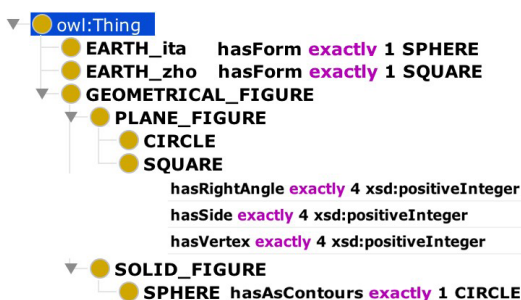 owl:Thing
EARTH_ita hasForm exactly 1 SPHERE
EARTH_zho hasForm exactly 1 SQUARE
GEOMETRICAL_FIGURE
PLANE_FIGURE
CIRCLE
SQUARE
hasRightAngle exactly 4 xsd:positiveInteger
hasSide exactly 4 xsd:positiveInteger
hasVertex exactly 4 xsd:positiveInteger
SOLID_FIGURE
SPHERE hasAsContours exactly 1 CIRCLE